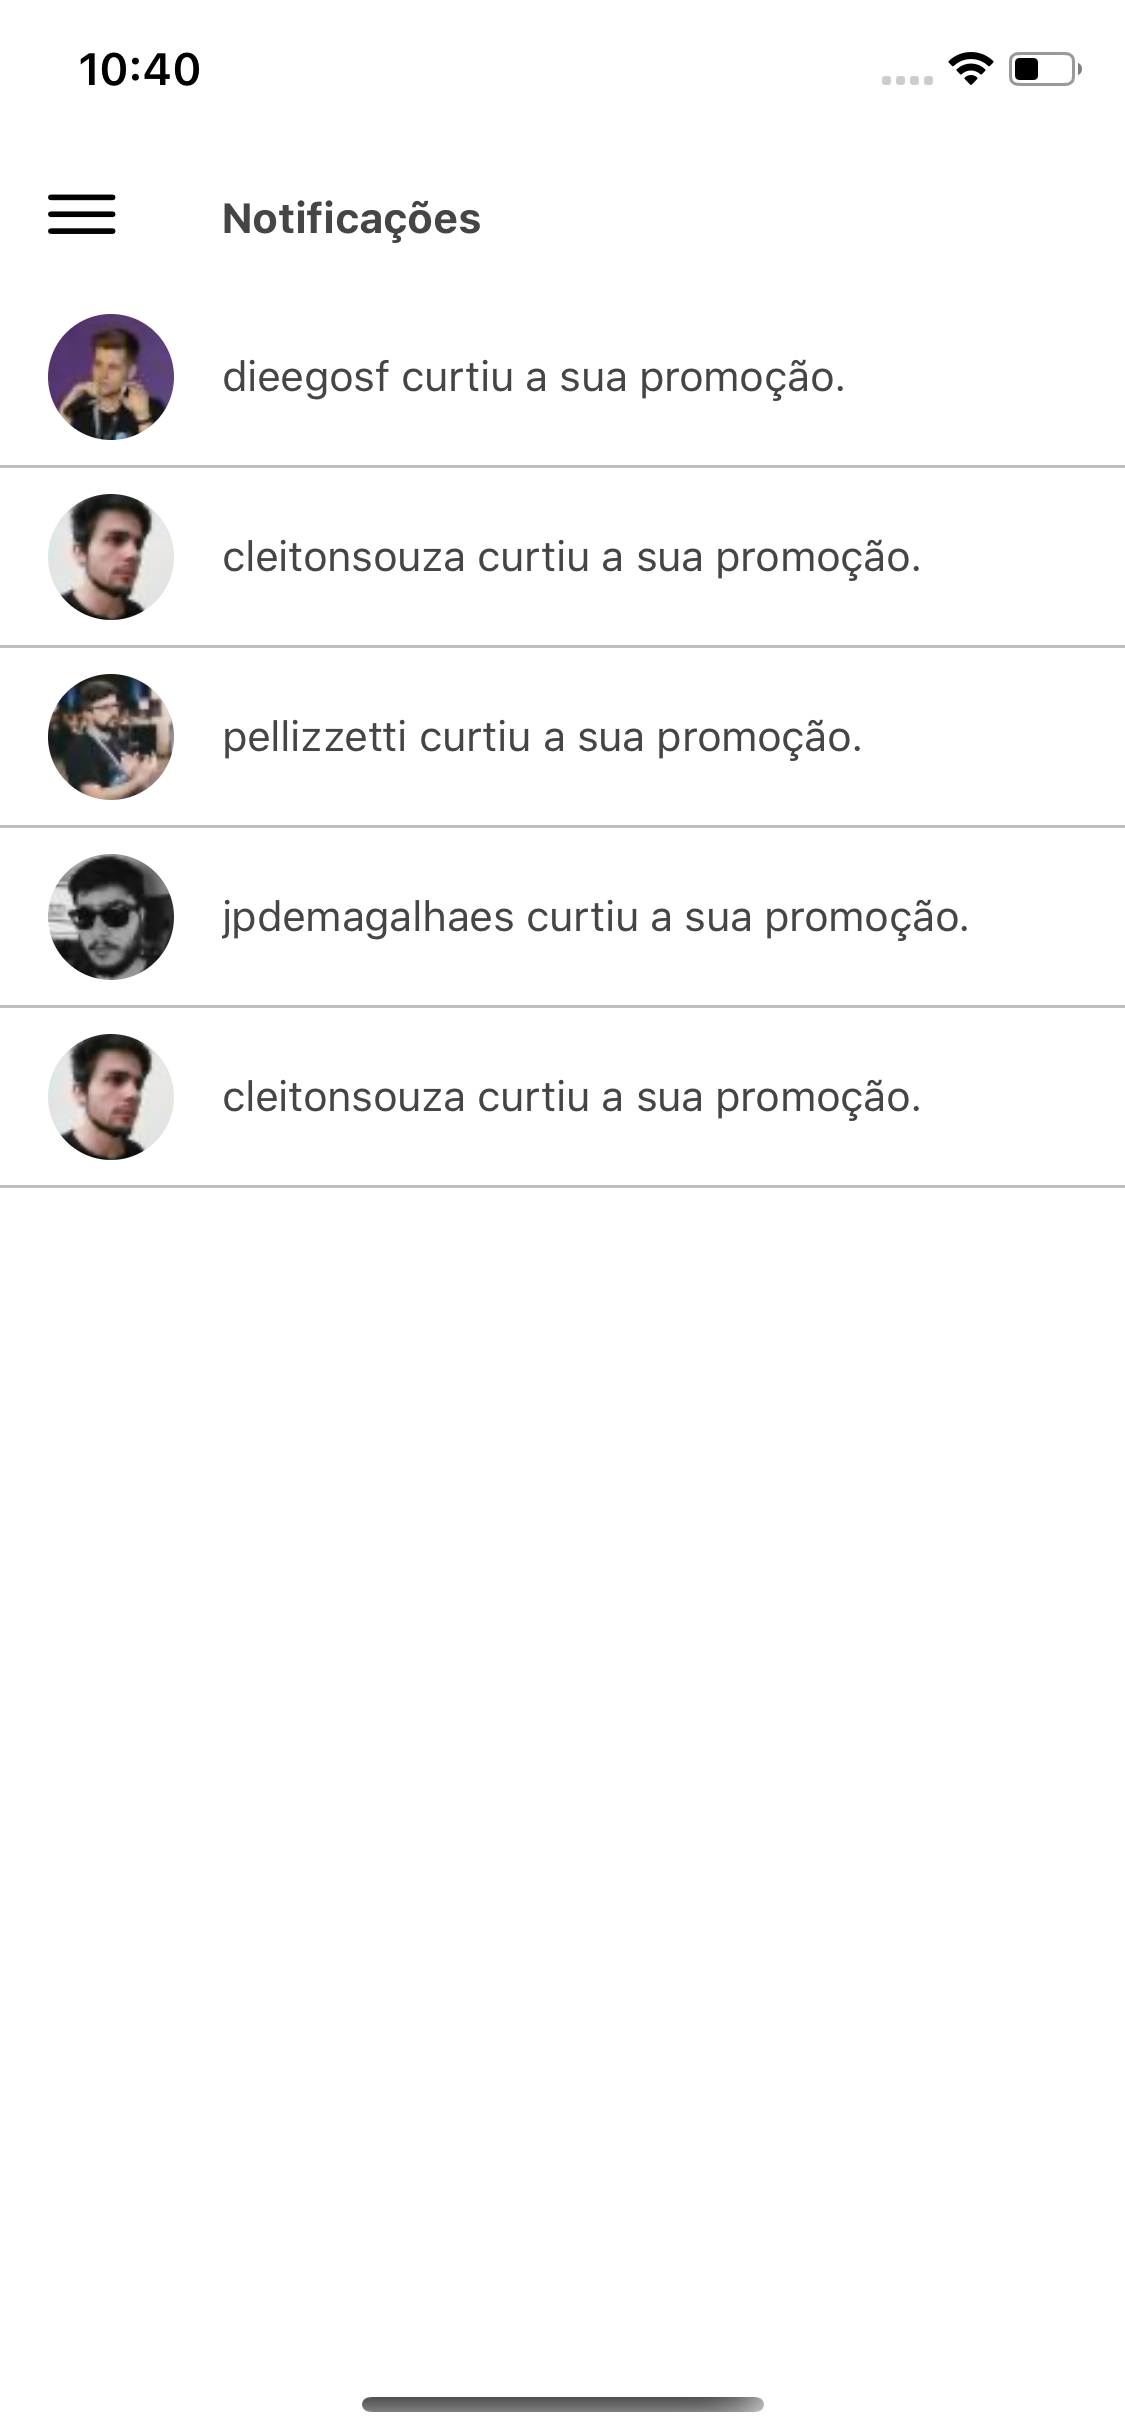 10:40
Notificações
dieegosf curtiu a sua promoção.
cleitonsouza curtiu a sua promoção.
pellizzetti curtiu a sua promoção.
jpdemagalhaes curtiu a sua promoção.
cleitonsouza curtiu a sua promoção.